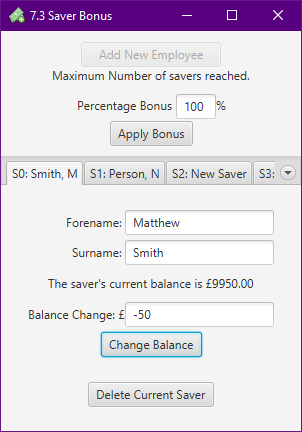 7.3 Saver Bonus
Add New Employee
Maximum Number of savers reached.
Percentage Bonus 100 %
Apply Bonus
S0: Smith, M S1: Person, N S2: New Saver S3:
Forename: Matthew
Surname: Smith
The saver's current balance is £9950.00
Balance Change: £ -50
Change Balance
Delete Current Saver